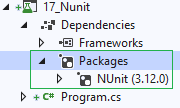 17_Nunit
Dependencies
Frameworks
Packages
NUnit (3.12.0)
Program.cs